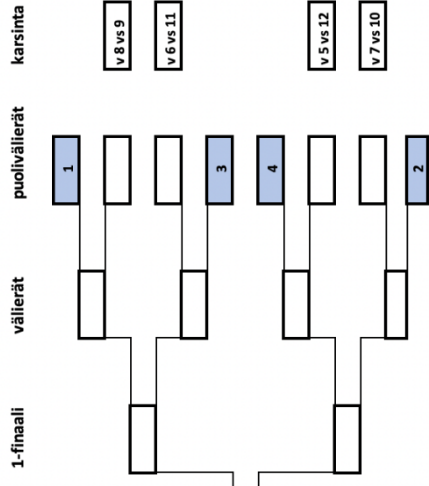 karsinta
puolivälierät
välierät
1-finaali
v 8 vs 9
v 6 vs 11
v 5 vs 12
v 7 vs 10
1
3
4
2